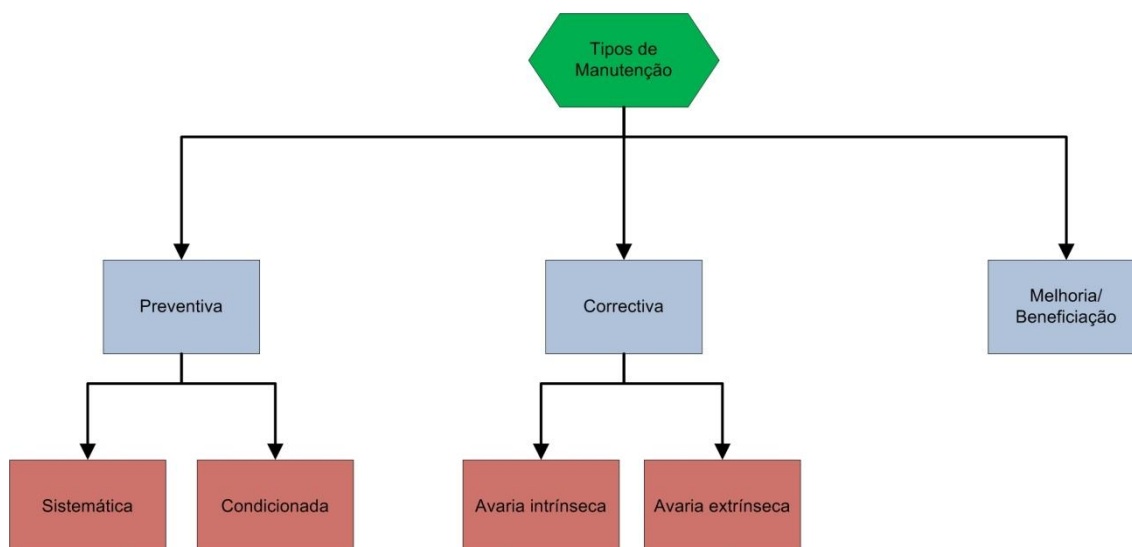 Tipos de
Manutenção
Preventiva
Correctiva
Melhoria/
Beneficiação
Sistemática
Condicionada
Avaria intrínseca
Avaria extrínseca